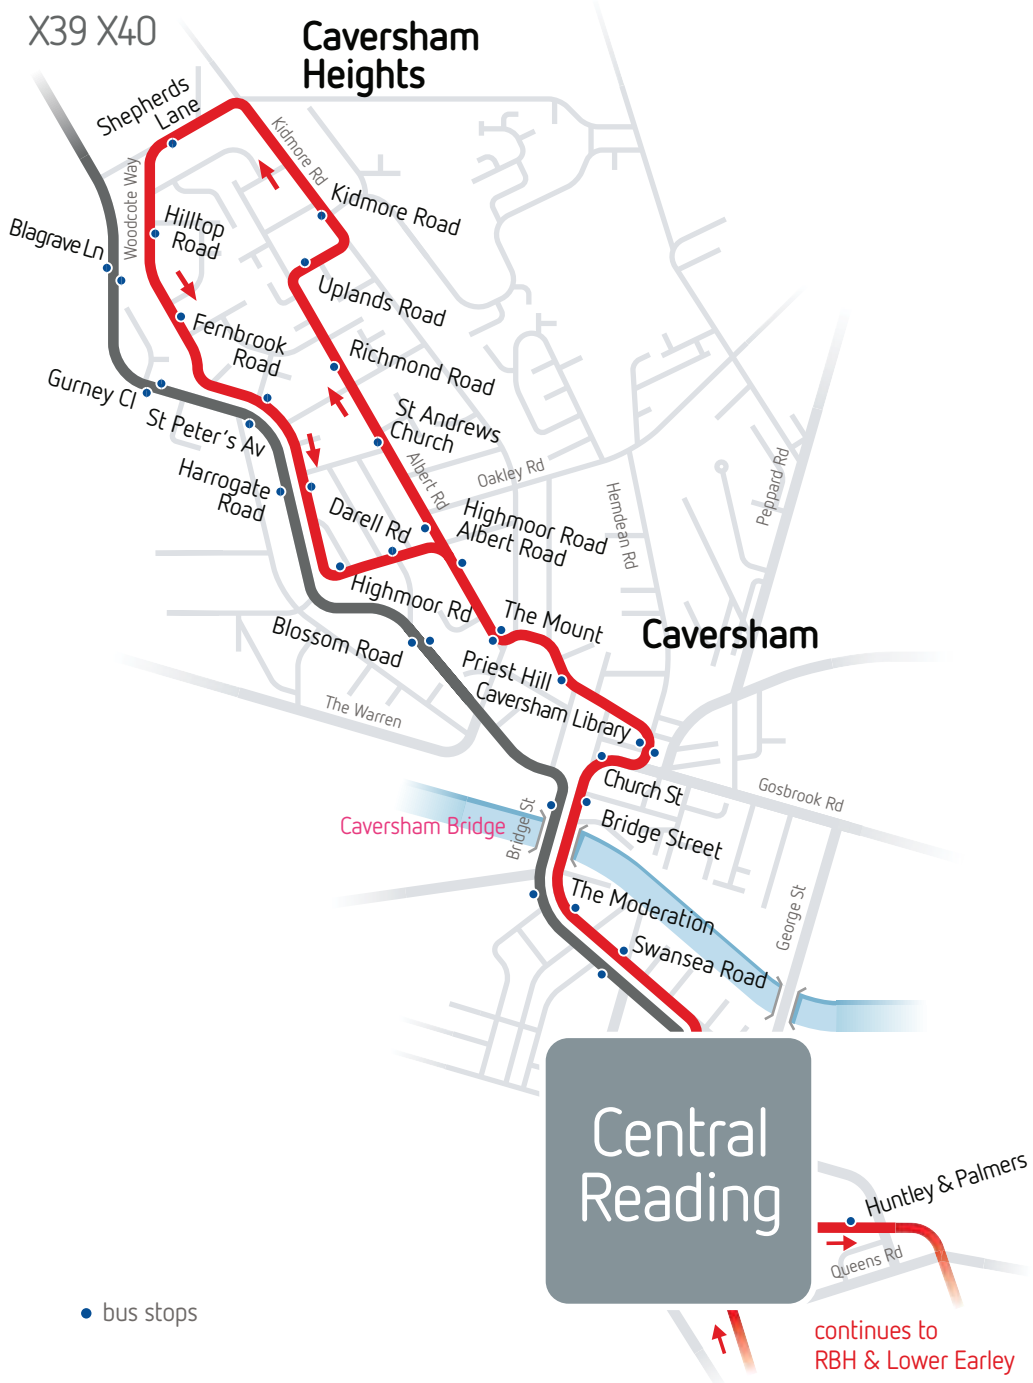 X39 X40
Caversham
Heights
Shepherds
Lane
Kidmore Rd
Woodcote Way
Kidmore Road
Hilltop
Road
Blagrave Ln
Uplands Road
Fernbrook
Road
Richmond Road
Gurney Cl
St Andrews
Church
St Peter's Av
Albert Rd
Oakley Rd
Peppard Rd
Harrogate
Road
Hemdean Rd
Darell Rd
Highmoor Road
Albert Road
Highmoor Rd
The Mount
Caversham
Blossom Road
Priest Hill
Caversham Library
The Warren
Church St
Gosbrook Rd
Bridge St
Caversham Bridge
Bridge Street
The Moderation
George St
Swansea Road
Central
Reading
Huntley & Palmers
Queens Rd
bus stops
continues to
RBH & Lower Earley